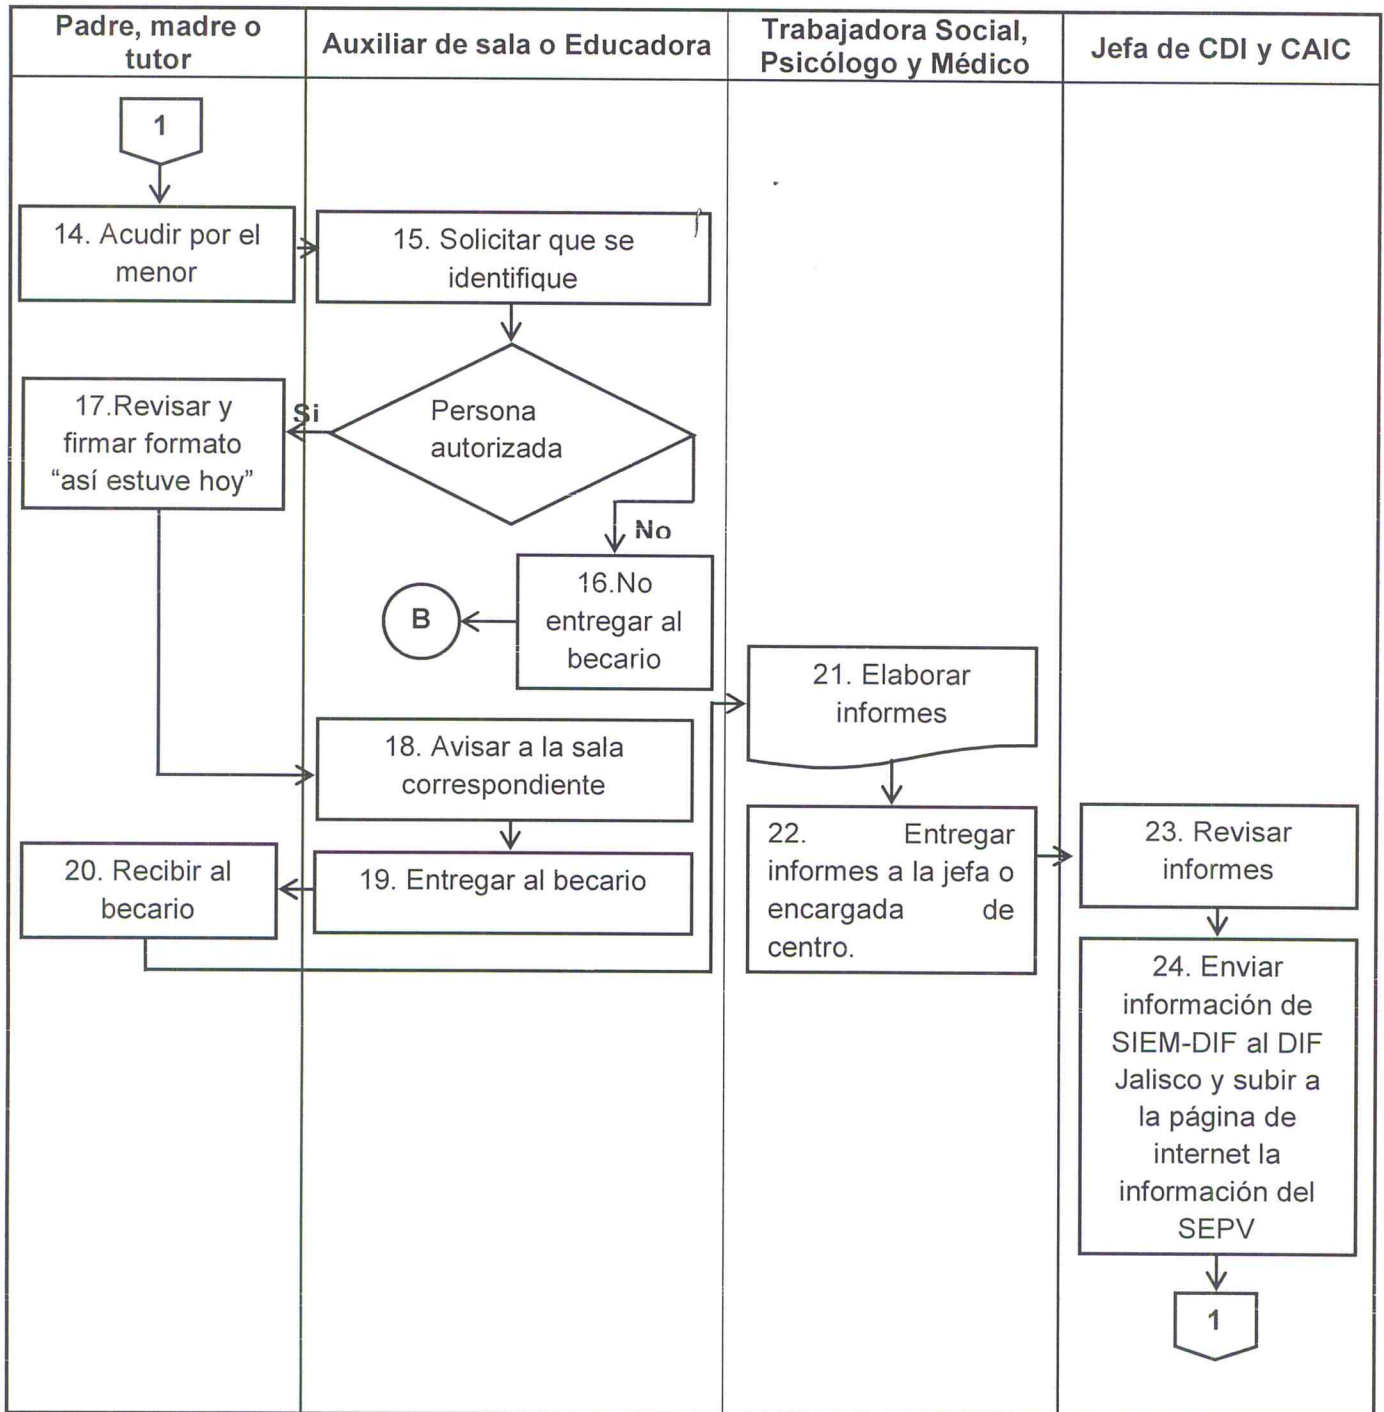 Padre, madre o
tutor
Auxiliar de sala o Educadora
Trabajadora Social,
Psicólogo y Médico
Jefa de CDI y CAIC
1
14. Acudir por el
menor
15. Solicitar que se
identifique
Persona
autorizada
Si
17.Revisar y
firmar formato
“así estuve hoy”
No
16.No
entregar al
becario
B
18. Avisar a la sala
correspondiente
19. Entregar al becario
20. Recibir al
becario
21. Elaborar
informes
22. Entregar
informes a la jefa o
encargada de
centro.
23. Revisar
informes
24. Enviar
información de
SIEM-DIF al DIF
Jalisco y subir a
la página de
internet la
información del
SEPV
1